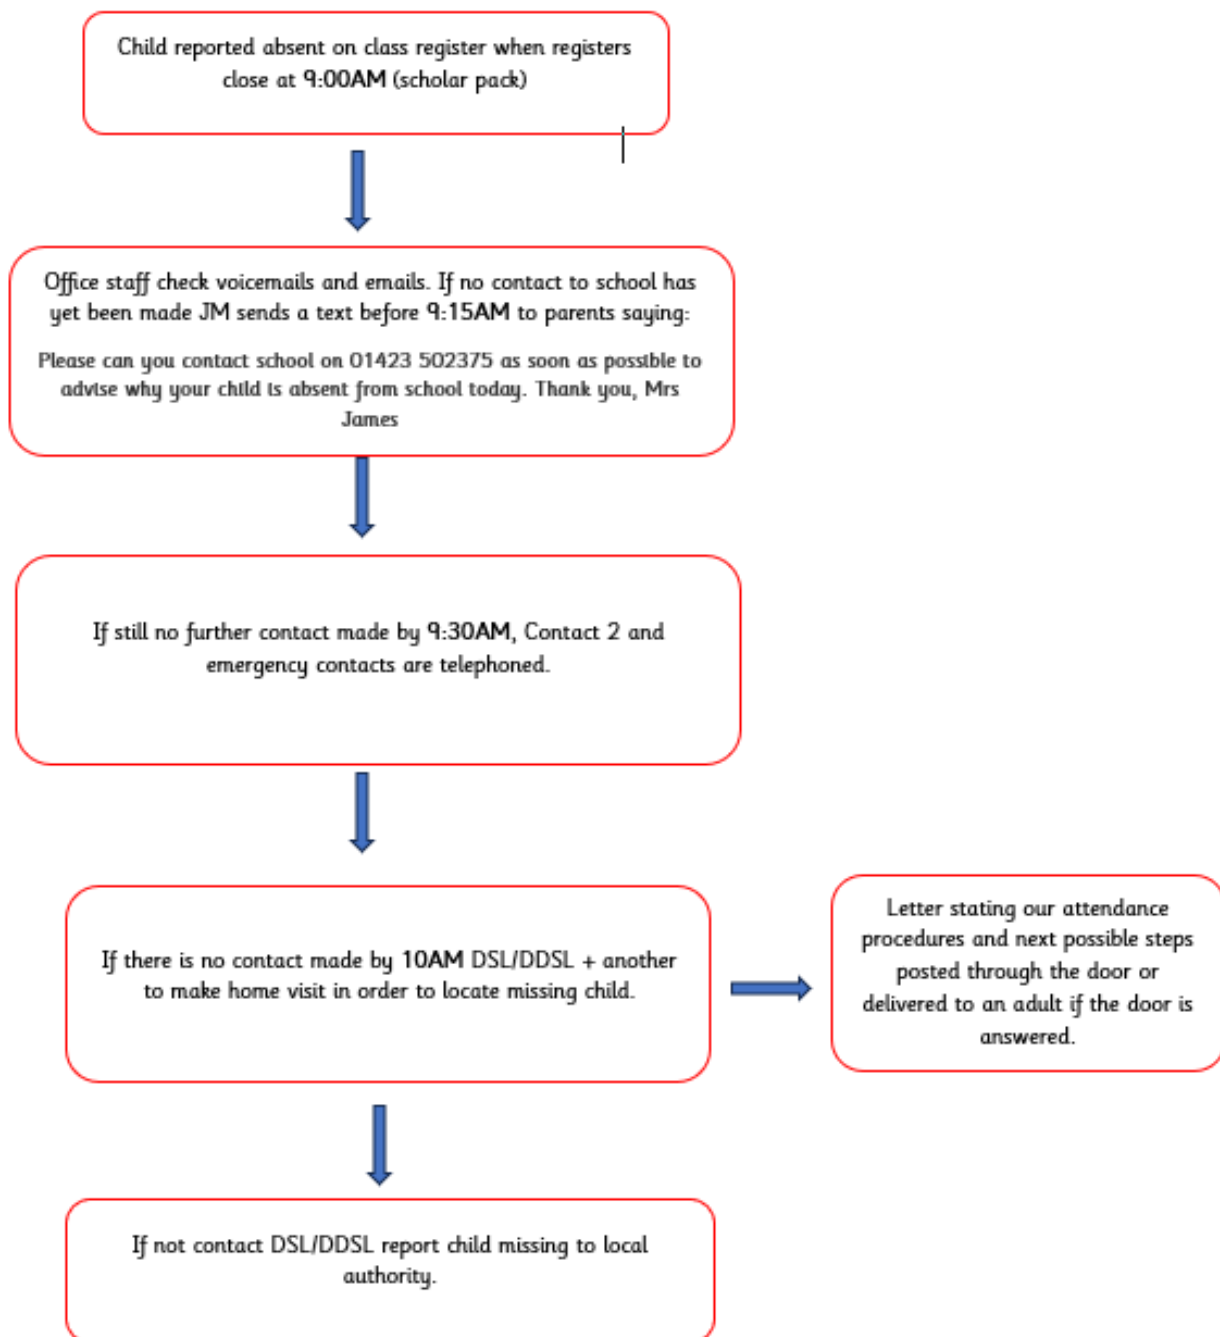 Child reported absent on class register when registers
close at 9:00AM (scholar pack)
Office staff check voicemails and emails. If no contact to school has
yet been made JM sends a text before 9:15AM to parents saying:
Please can you contact school on 01423 502375 as soon as possible to
advise why your child is absent from school today. Thank you, Mrs
James
If still no further contact made by 9:30AM, Contact 2 and
emergency contacts are telephoned.
If there is no contact made by 10AM DSL/DDSL + another
to make home visit in order to locate missing child.
Letter stating our attendance
procedures and next possible steps
posted through the door or
delivered to an adult if the door is
answered.
If not contact DSL/DDSL report child missing to local
authority.